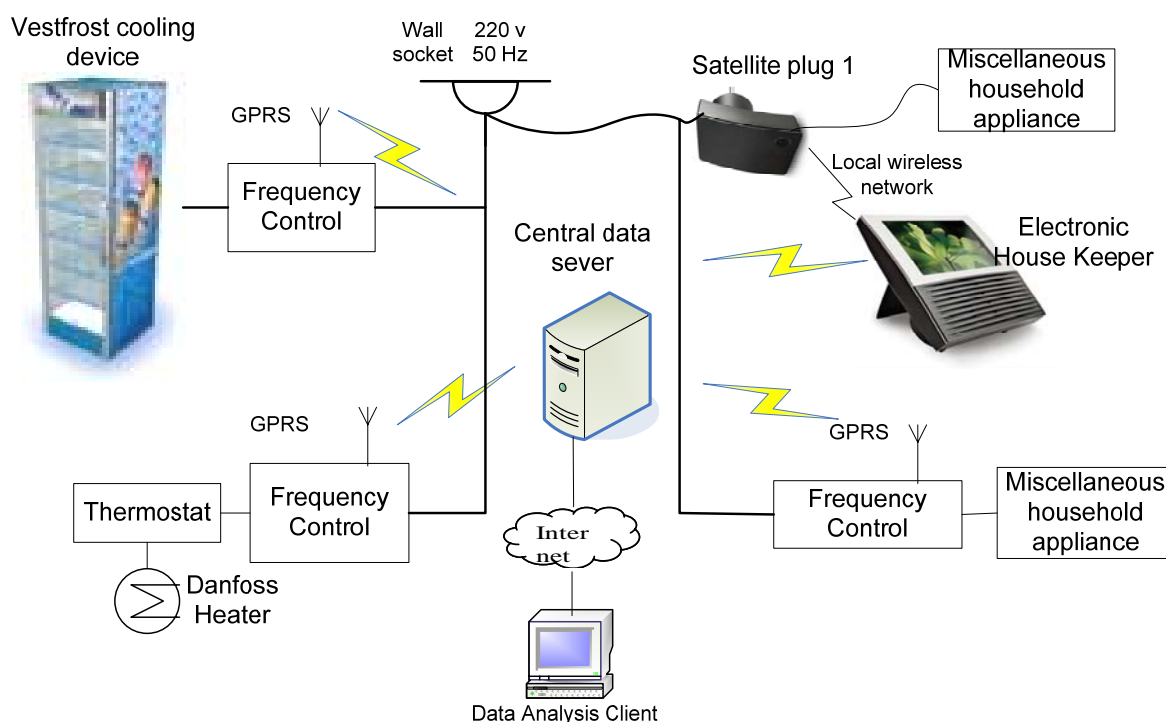 Vestfrost cooling
device
Wall 220 v
socket 50 Hz
Satellite plug 1
Miscellaneous
household
appliance
GPRS
Frequency
Control
Local wireless
network
Central data
sever
Electronic
House Keeper
GPRS
GPRS
Thermostat
Frequency
Control
Frequency
Control
Miscellaneous
household
appliance
Inter
net
Danfoss
Heater
Data Analysis Client